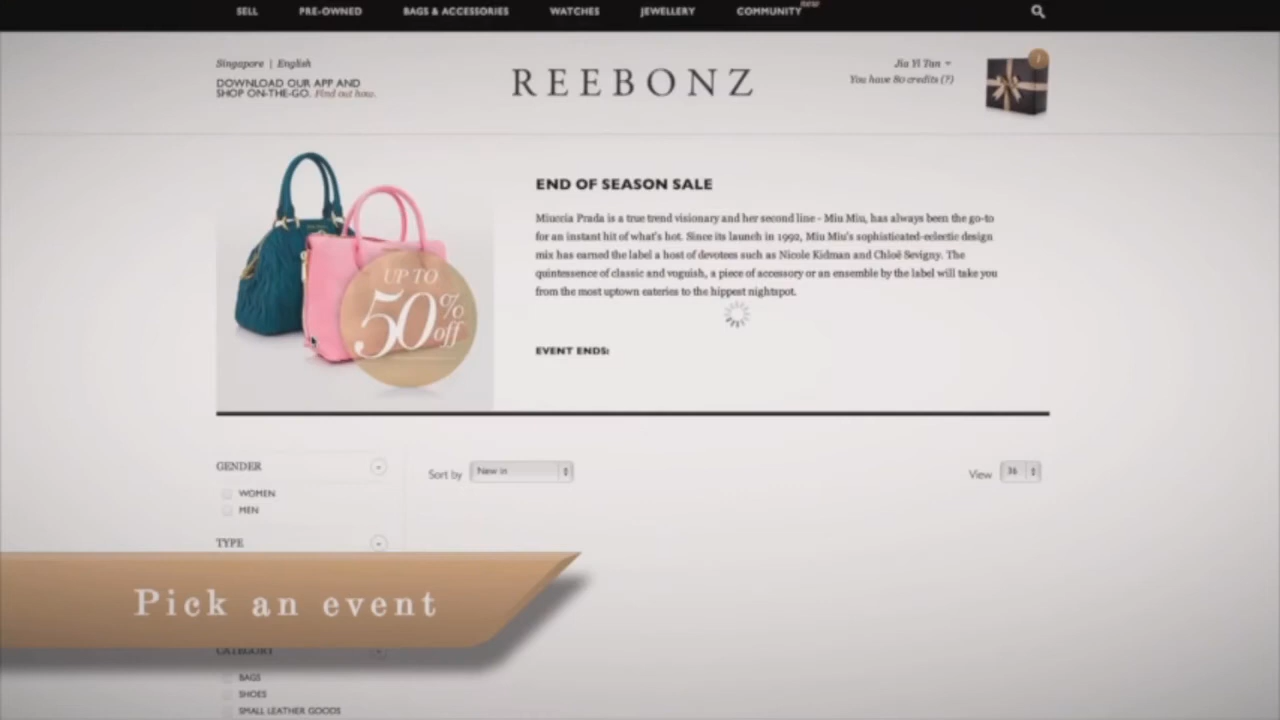 SELL PRE-OWNED BAGS & ACCESSORIES WATCHES JEWELLERY COMMUNITY new
Singapore | English
DOWNLOAD OUR APP AND
SHOP ON-THE-GO. Find out how.
REEBONZ
Jia Yi Tan
You have 80 credits (?)
1
UP TO
50%
off
END OF SEASON SALE
Miuccia Prada is a true trend visionary and her second line - Miu Miu, has always been the go-to
for an instant hit of what's hot. Since its launch in 1992, Miu Miu's sophisticated-eclectic design
mix has earned the label a host of devotees such as Nicole Kidman and Chloë Sevigny. The
quintessence of classic and voguish, a piece of accessory or an ensemble by the label will take you
from the most uptown eateries to the hippest nightspot.
EVENT ENDS:
GENDER
Sort by New in
View 36
WOMEN
MEN
TYPE
Pick an event
CATEGORY
BAGS
SHOES
SMALL LEATHER GOODS